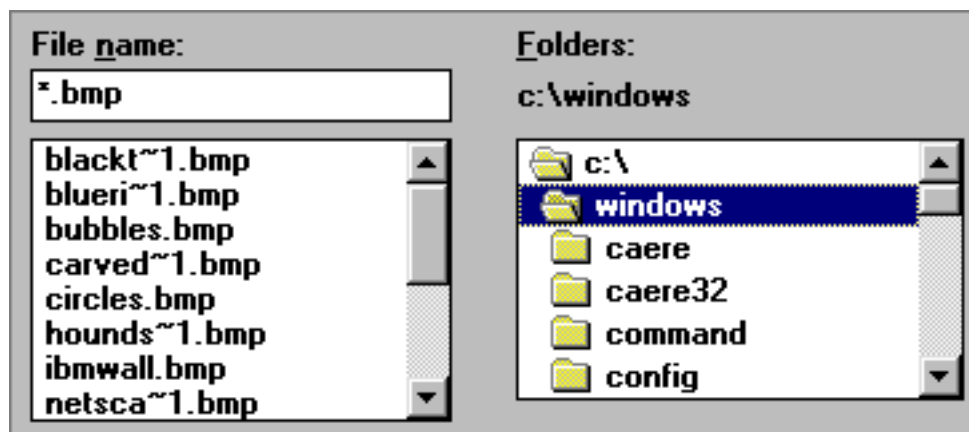 File name:
*.bmp
blackt~1.bmp
blueri~1.bmp
bubbles.bmp
carved~1.bmp
circles.bmp
hounds~1.bmp
ibmwall.bmp
netsca~1.bmp
Folders:
c:\windows
c:\
windows
caere
caere32
command
config